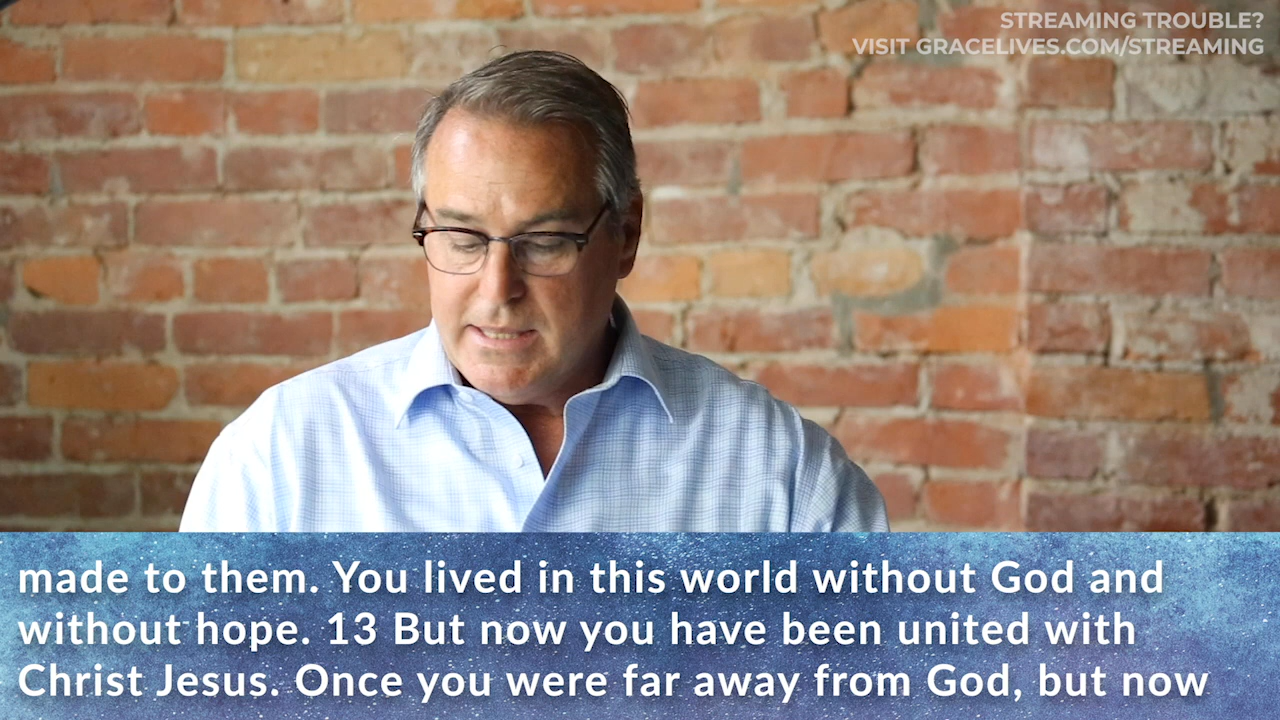 STREAMING TROUBLE?
VISIT GRACELIVES.COM/STREAMING
made to them. You lived in this world without God and
without hope. 13 But now you have been united with
Christ Jesus. Once you were far away from God, but now